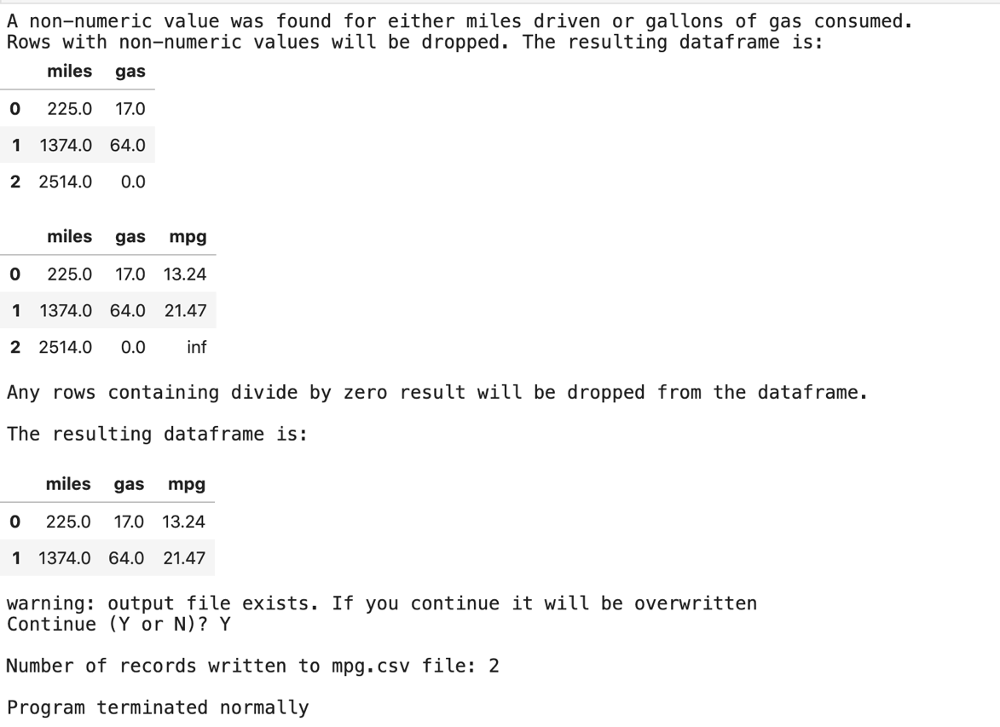 A non-numeric value was found for either miles driven or gallons of gas consumed.
Rows with non-numeric values will be dropped. The resulting dataframe is:
miles gas
0 225.0 17.0
1 1374.0 64.0
2 2514.0 0.0
miles gas mpg
0 225.0 17.0 13.24
1 1374.0 64.0 21.47
2 2514.0 0.0 inf
Any rows containing divide by zero result will be dropped from the dataframe.
The resulting dataframe is:
miles gas mpg
0 225.0 17.0 13.24
1 1374.0 64.0 21.47
warning: output file exists. If you continue it will be overwritten
Continue (Y or N)? Y
Number of records written to mpg.csv file: 2
Program terminated normally